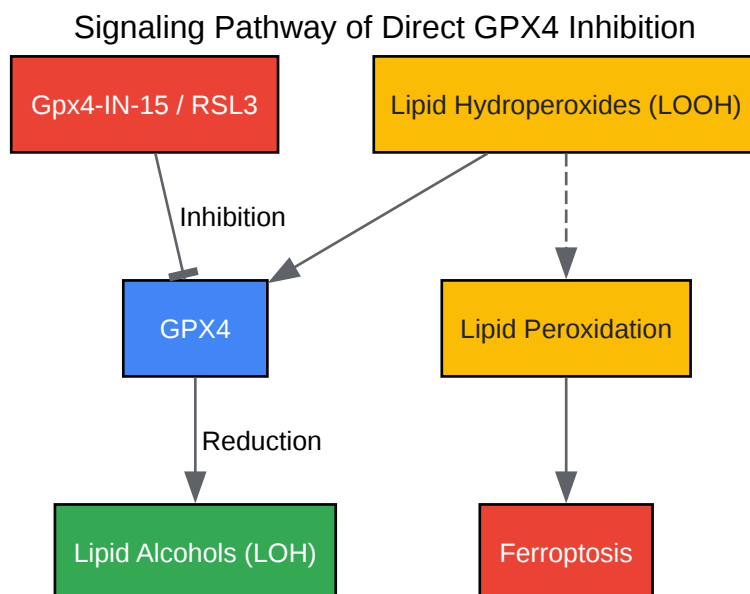 Signaling Pathway of Direct GPX4 Inhibition
Gpx4-IN-15 / RSL3
Lipid Hydroperoxides (LOOH)
Inhibition
GPX4
Lipid Peroxidation
Reduction
Lipid Alcohols (LOH)
Ferroptosis